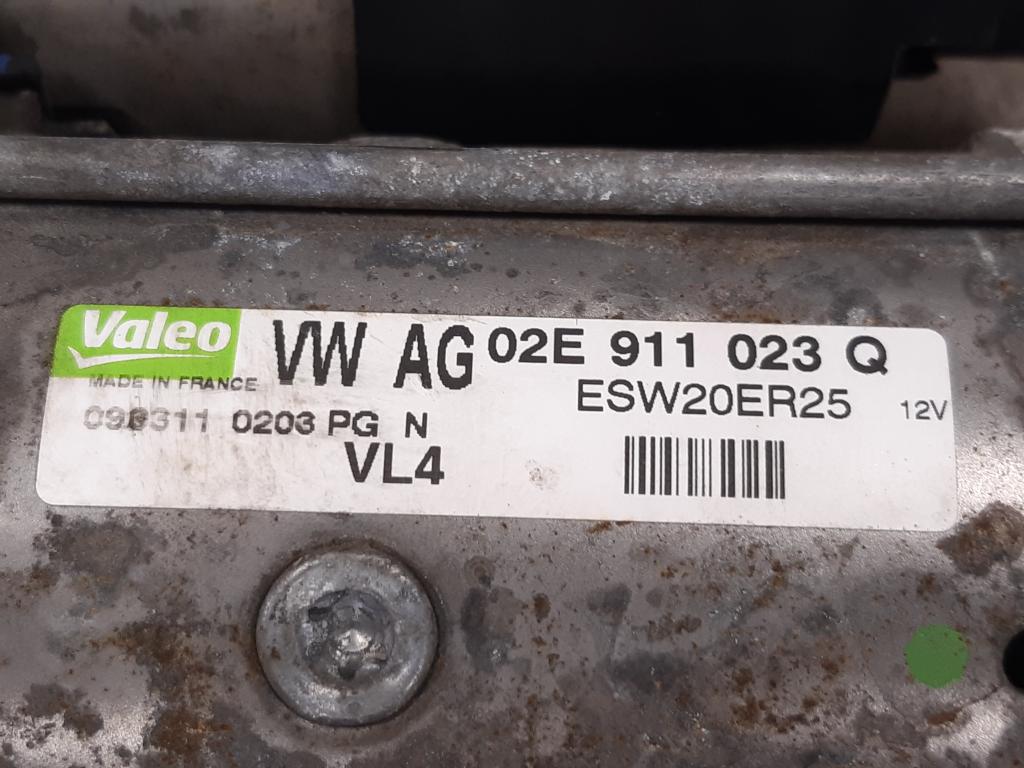 Valeo VW AG 02E 911 023 Q
MADE IN FRANCE ESW20ER25 12V
0203 PG N
VL4